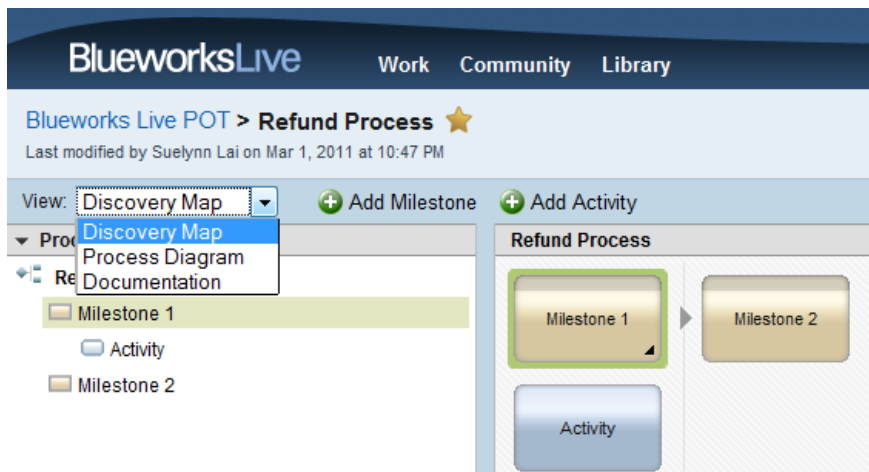 BlueworksLive Work Community Library
Blueworks Live POT > Refund Process
Last modified by Suelynn Lai on Mar 1, 2011 at 10:47 PM
View: Discovery Map Add Milestone Add Activity
Discovery Map
Process Diagram
Documentation
Milestone 1
Activity
Milestone 2
Refund Process
Milestone 1 Milestone 2
Activity